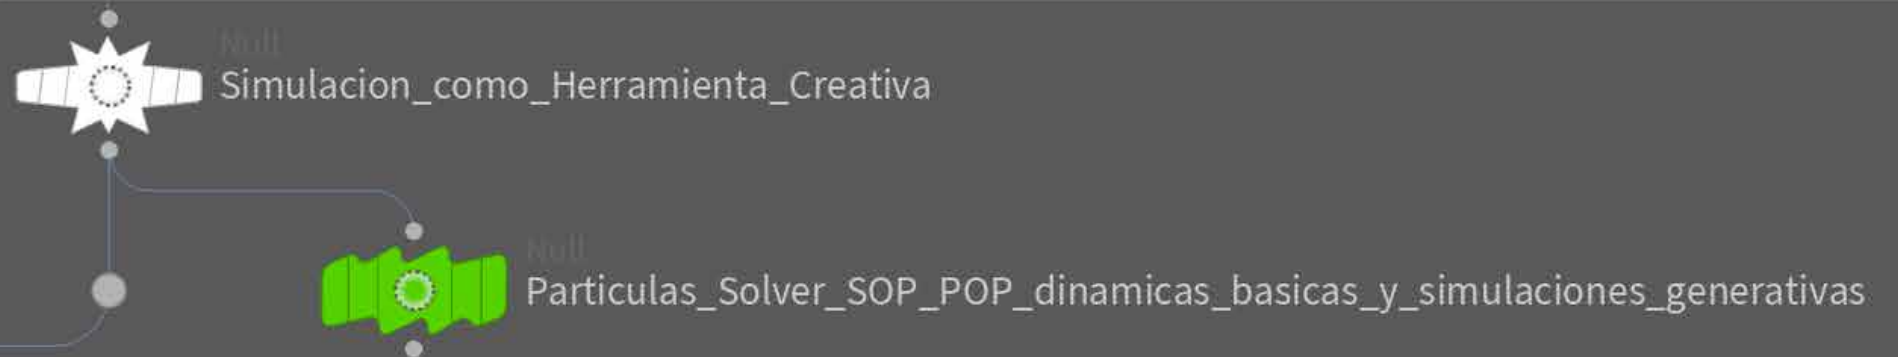 Null
Simulacion_como_Herramienta_Creativa
Null
Particulas_Solver_SOP_POP_dinamicas_basicas_y_simulaciones_generativas